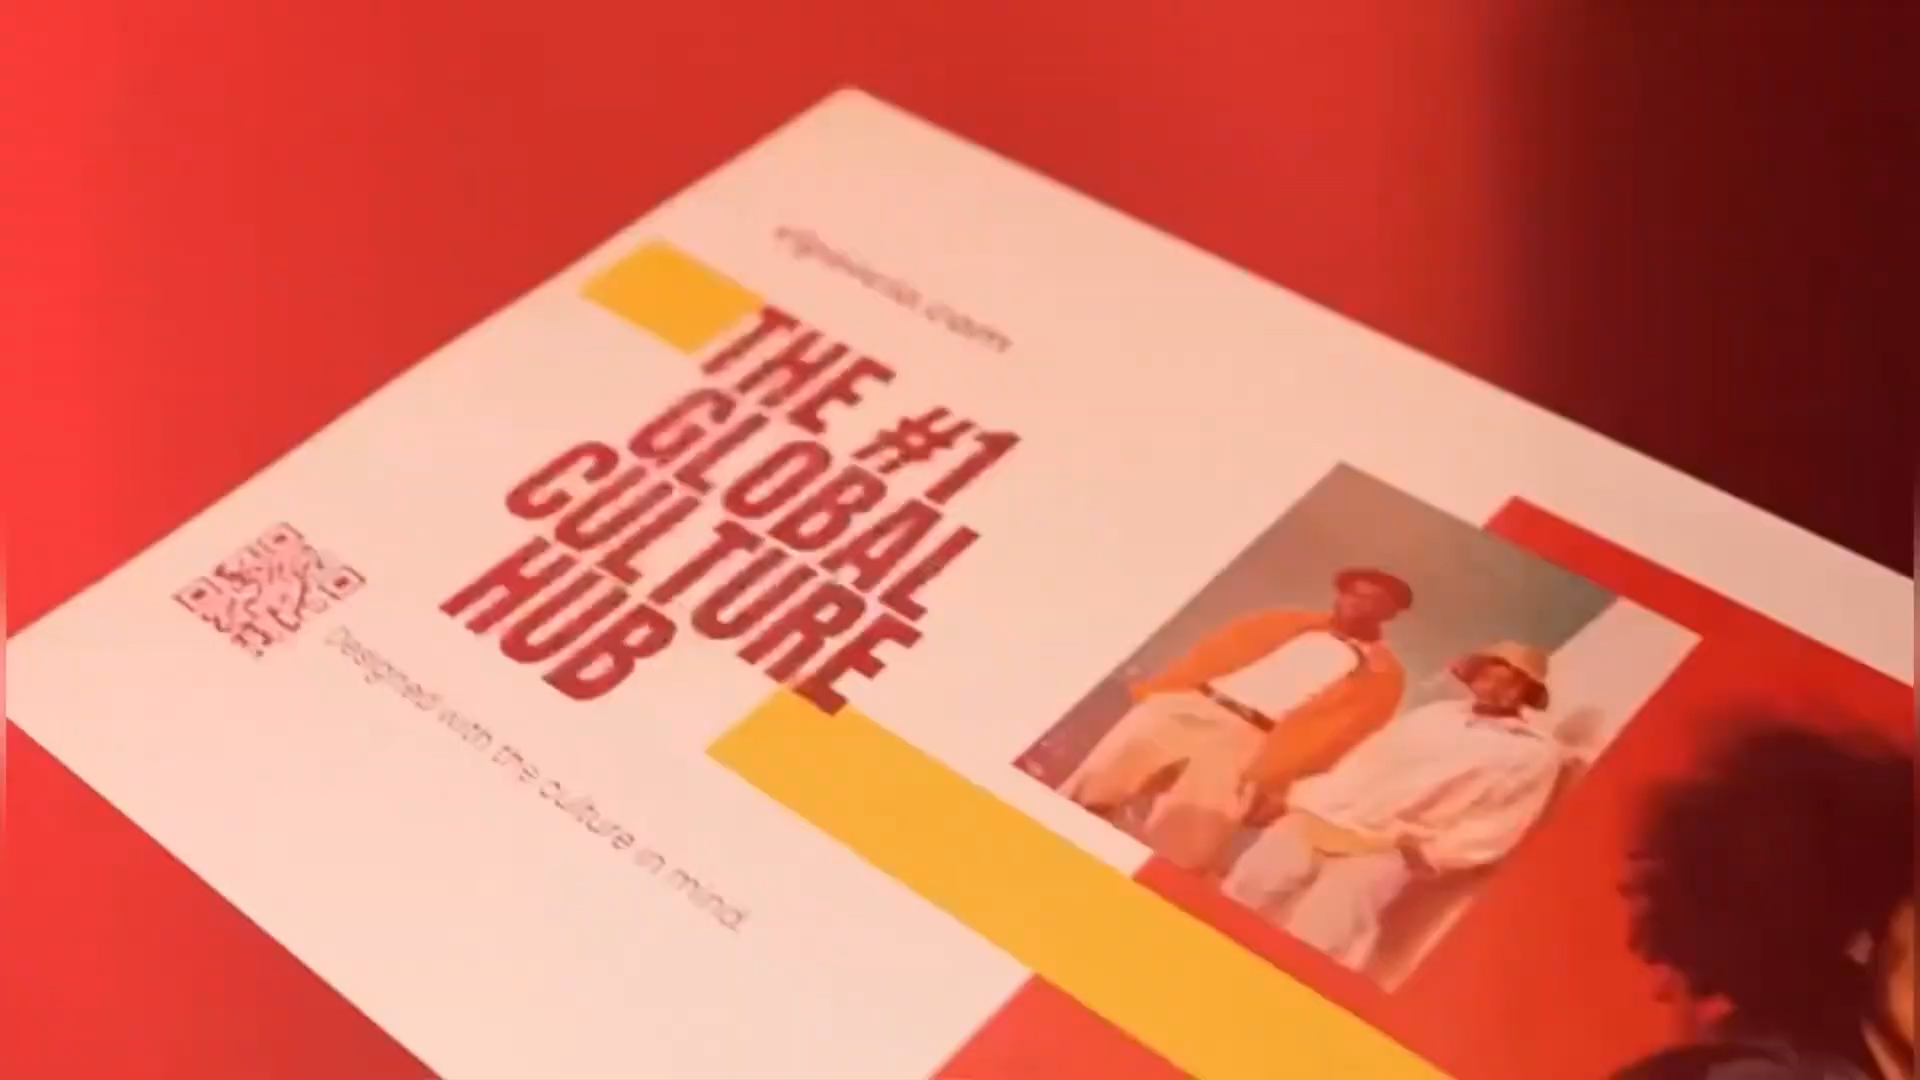 THE #1
GLOBAL
CULTURE
HUB
Designed with the culture in mind.